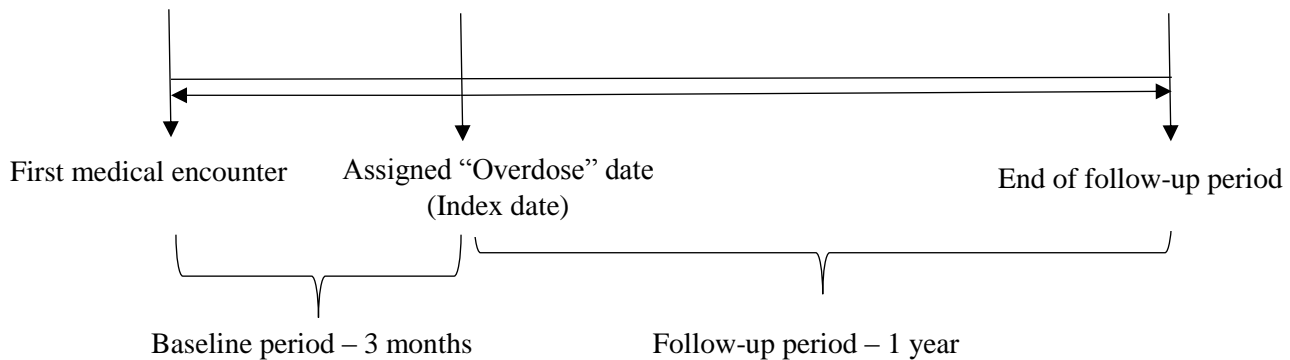 First medical encounter
Assigned “Overdose” date
(Index date)
End of follow-up period
Baseline period – 3 months
Follow-up period – 1 year